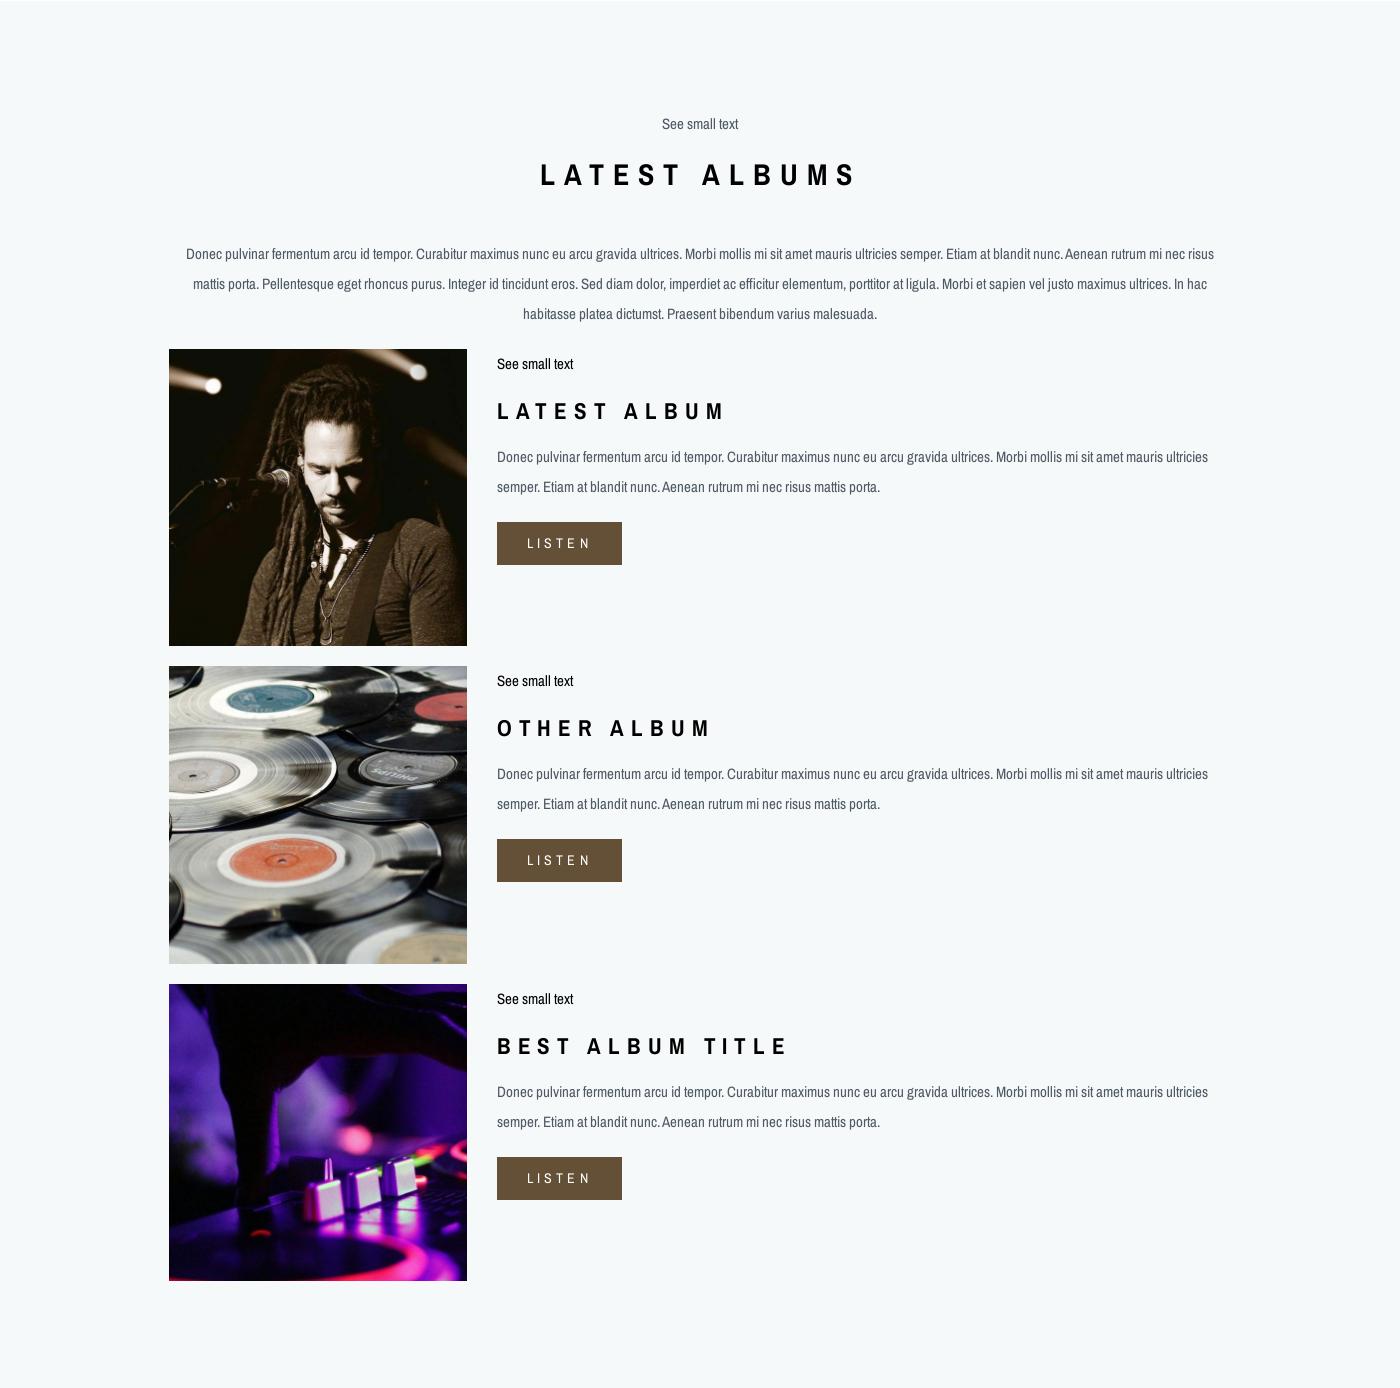 See small text
LATEST ALBUMS
Donec pulvinar fermentum arcu id tempor. Curabitur maximus nunc eu arcu gravida ultrices. Morbi mollis mi sit amet mauris ultricies semper. Etiam at blandit nunc. Aenean rutrum mi nec risus
mattis porta. Pellentesque eget rhoncus purus. Integer id tincidunt eros. Sed diam dolor, imperdiet ac efficitur elementum, porttitor at ligula. Morbi et sapien vel justo maximus ultrices. In hac
habitasse platea dictumst. Praesent bibendum varius malesuada.
See small text
LATEST ALBUM
Donec pulvinar fermentum arcu id tempor. Curabitur maximus nunc eu arcu gravida ultrices. Morbi mollis mi sit amet mauris ultricies
semper. Etiam at blandit nunc. Aenean rutrum mi nec risus mattis porta.
LISTEN
See small text
OTHER ALBUM
PHILIPS
Donec pulvinar fermentum arcu id tempor. Curabitur maximus nunc eu arcu gravida ultrices. Morbi mollis mi sit amet mauris ultricies
semper. Etiam at blandit nunc. Aenean rutrum mi nec risus mattis porta.
LISTEN
See small text
BEST ALBUM TITLE
Donec pulvinar fermentum arcu id tempor. Curabitur maximus nunc eu arcu gravida ultrices. Morbi mollis mi sit amet mauris ultricies
semper. Etiam at blandit nunc. Aenean rutrum mi nec risus mattis porta.
LISTEN